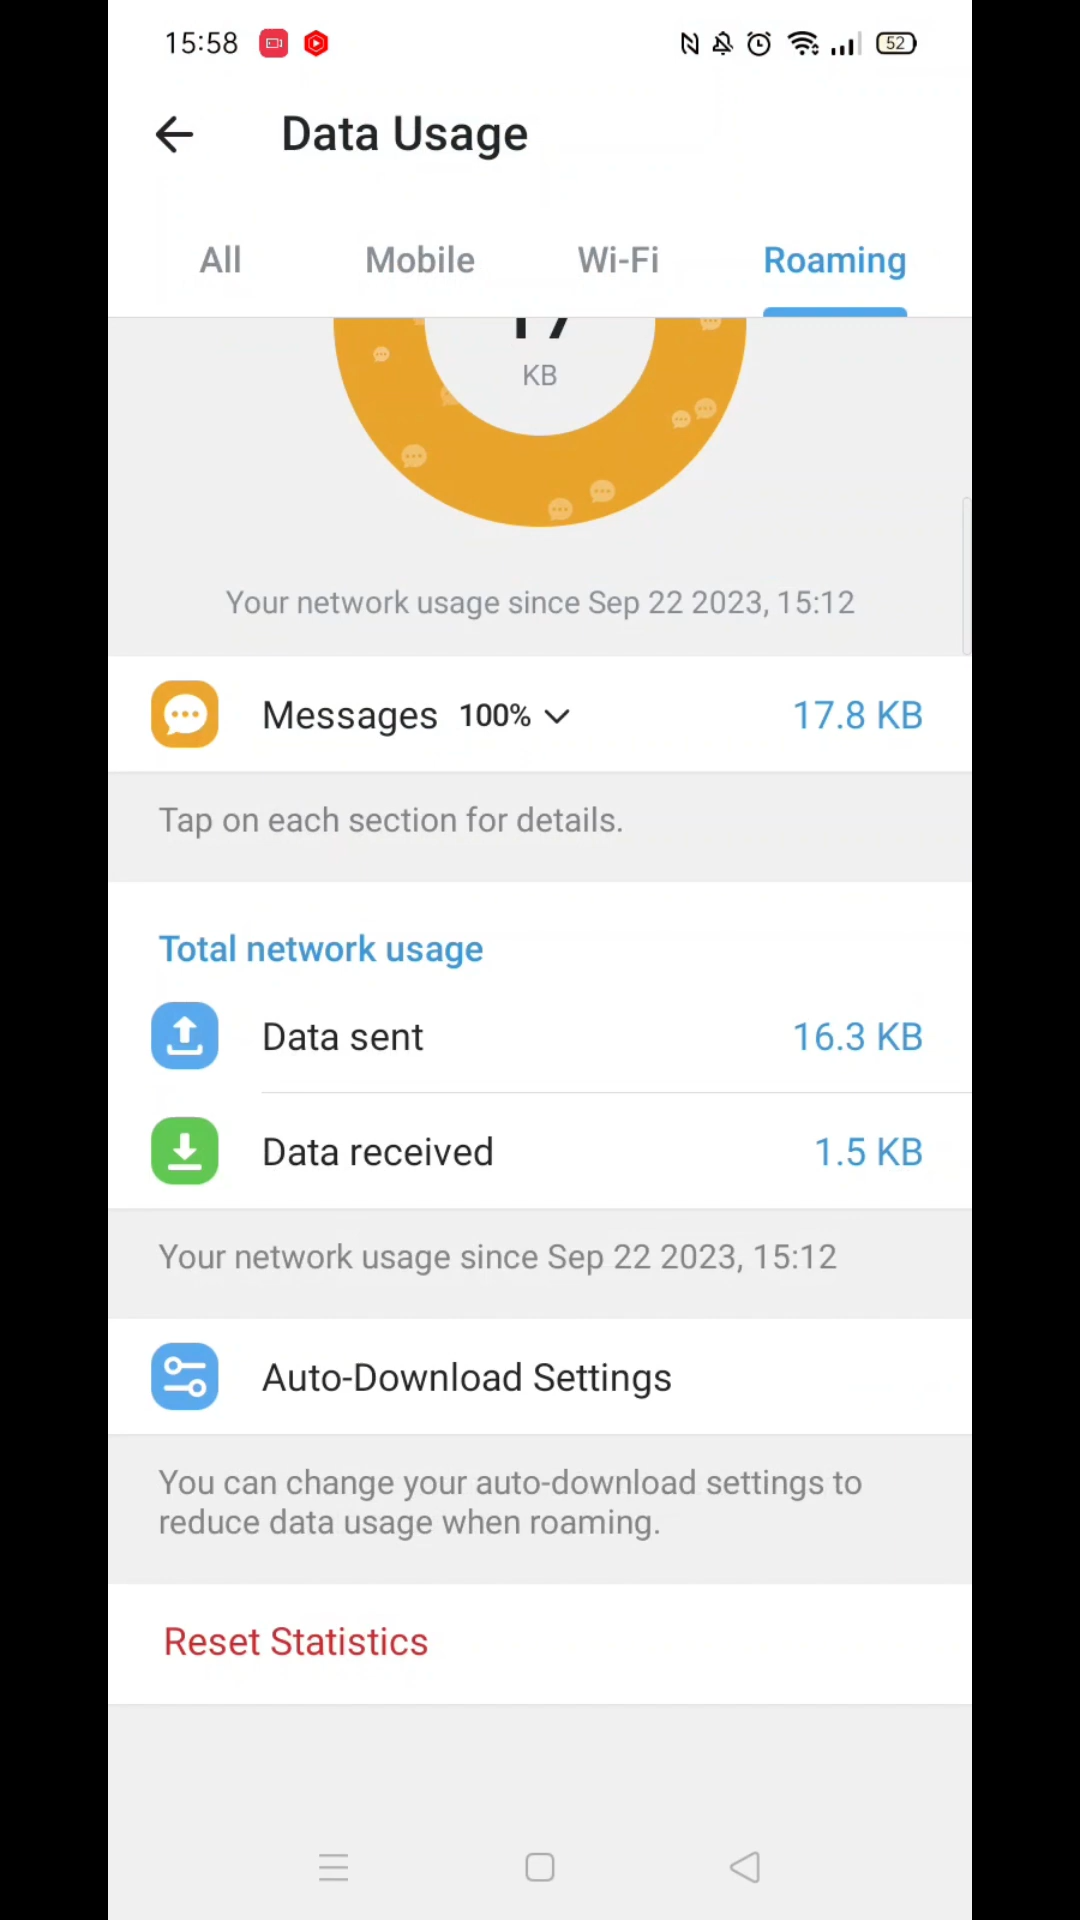 15:58
52
Data Usage
All Mobile Wi-Fi Roaming
KB
Your network usage since Sep 22 2023, 15:12
Messages 100% 17.8 KB
Tap on each section for details.
Total network usage
Data sent 16.3 KB
Data received 1.5 KB
Your network usage since Sep 22 2023, 15:12
Auto-Download Settings
You can change your auto-download settings to
reduce data usage when roaming.
Reset Statistics